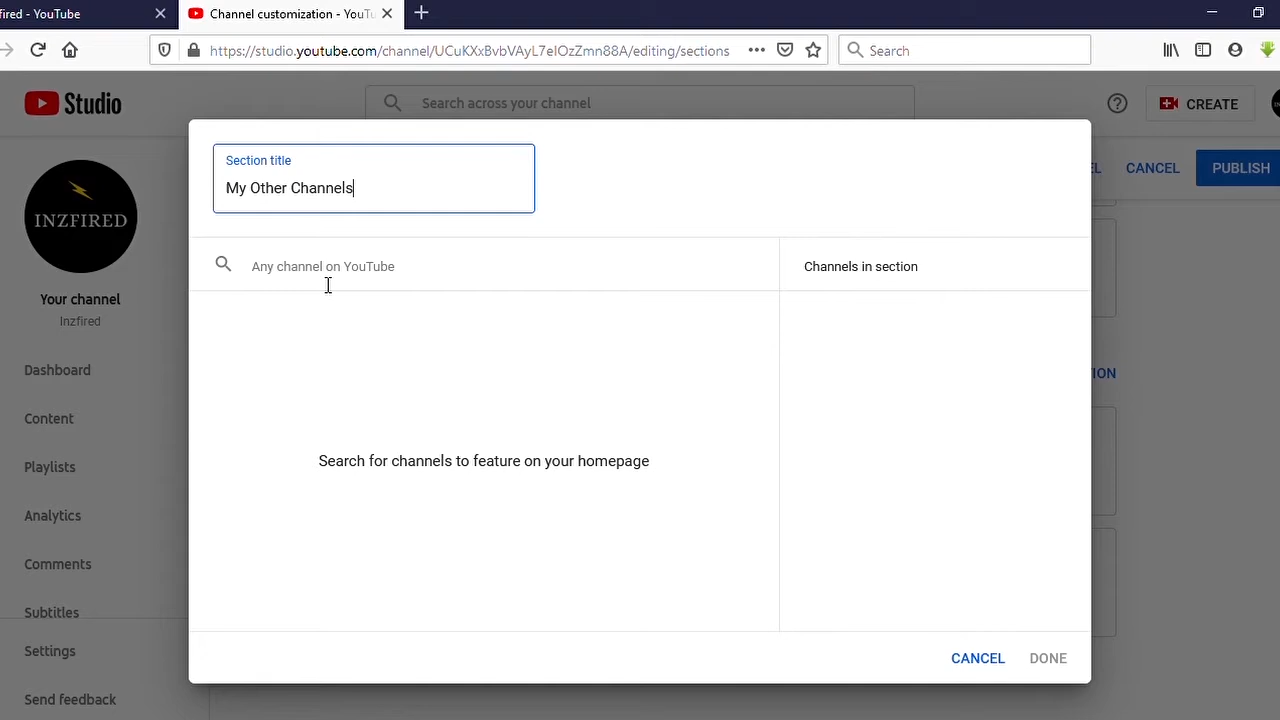 fired - YouTube
Channel customization - YouTu
https://studio.youtube.com/channel/UCuKXxBvbVAyL7eIOzZmn88A/editing/sections
Search
Studio
Search across your channel
CREATE
CANCEL
PUBLISH
Section title
My Other Channels
INZFIRED
Any channel on YouTube
Channels in section
Your channel
Inzfired
Dashboard
Content
Playlists
Analytics
Comments
Subtitles
Settings
Send feedback
Search for channels to feature on your homepage
CANCEL
DONE